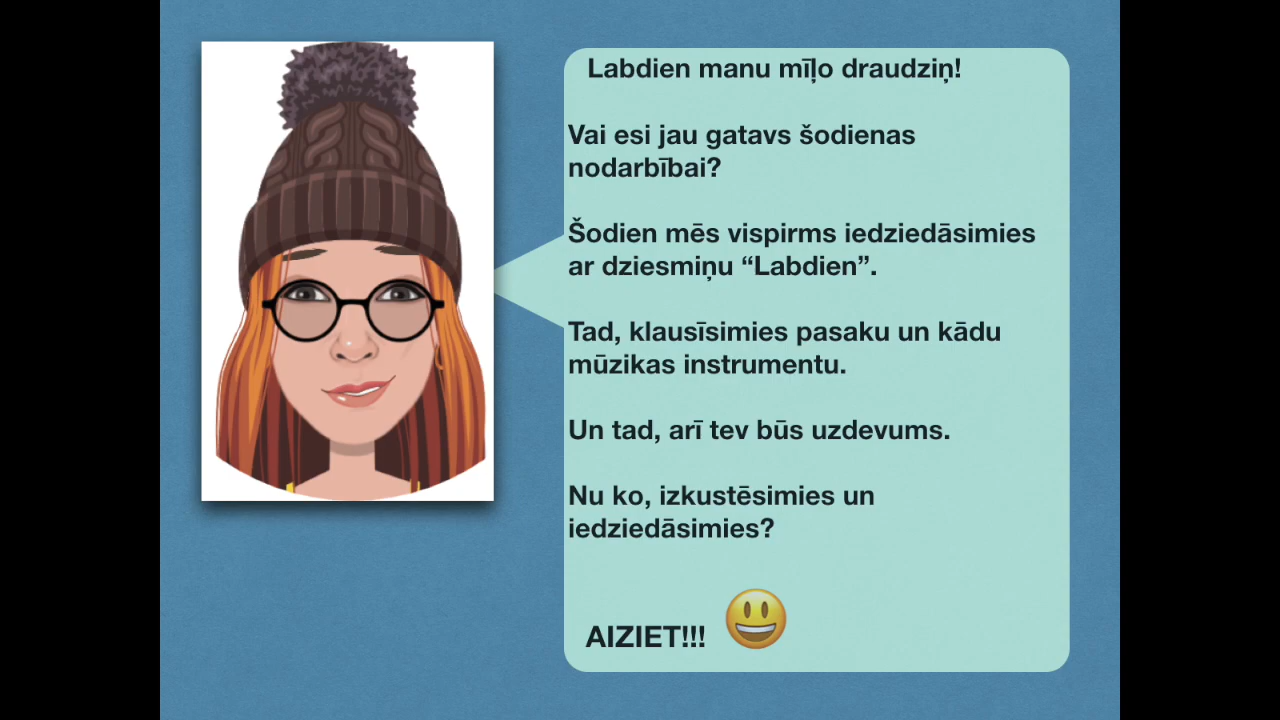 Labdien manu mīļo draudziņ!
Vai esi jau gatavs šodienas
nodarbībai?
Šodien mēs vispirms iedziedāsimies
ar dziesmiņu “Labdien”.
Tad, klausīsimies pasaku un kādu
mūzikas instrumentu.
Un tad, arī tev būs uzdevums.
Nu ko, izkustēsimies un
iedziedāsimies?
AIZIET!!!